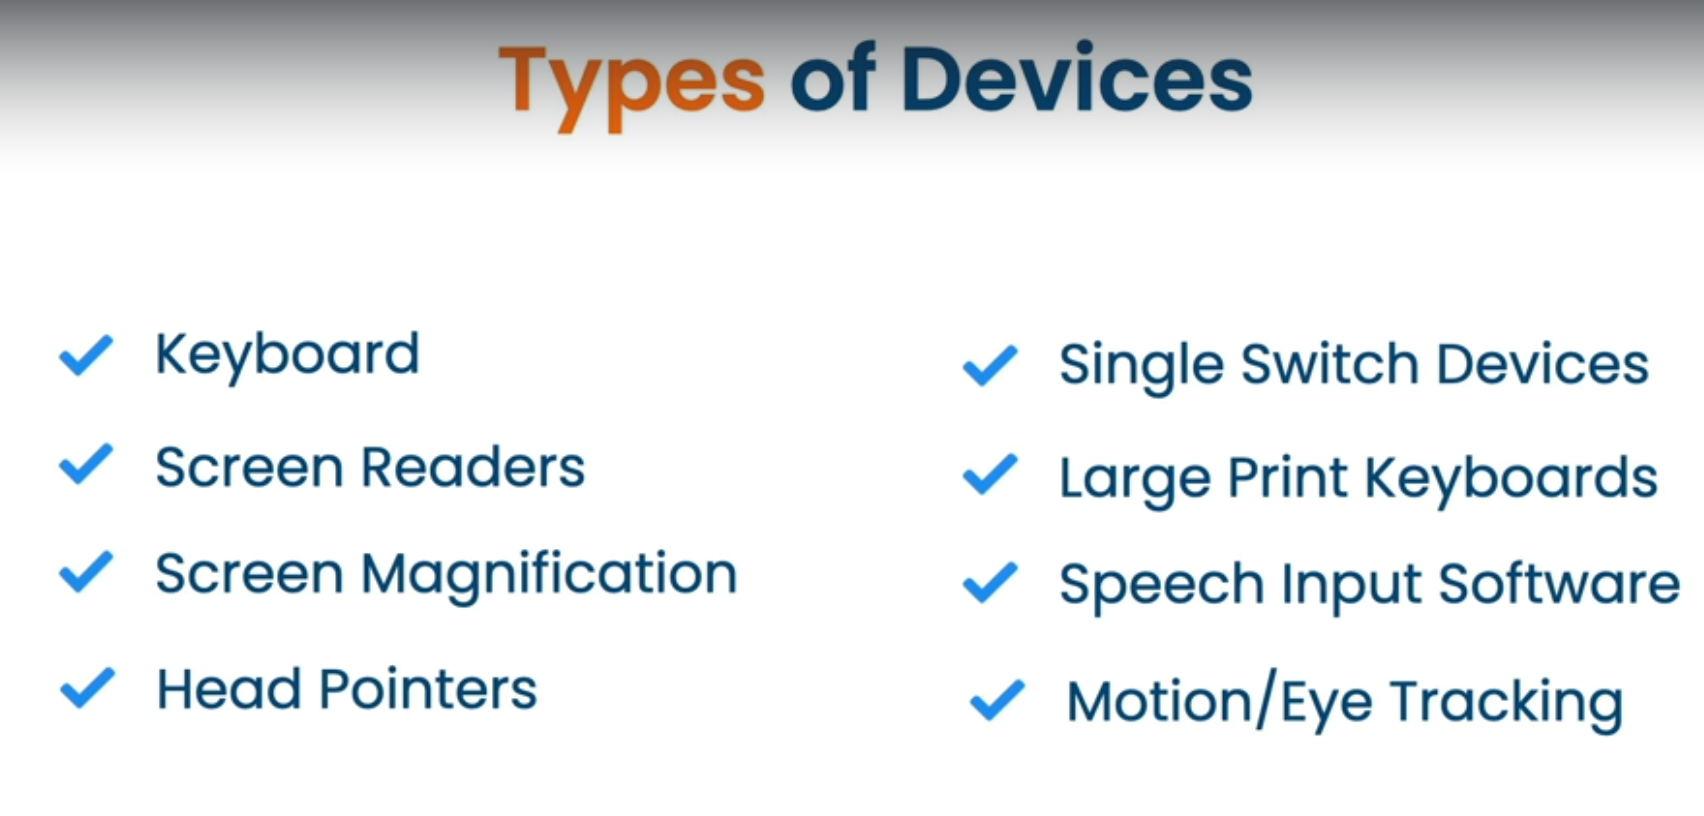 Types of Devices
Keyboard
Screen Readers
Screen Magnification
Head Pointers
Single Switch Devices
Large Print Keyboards
Speech Input Software
Motion/Eye Tracking